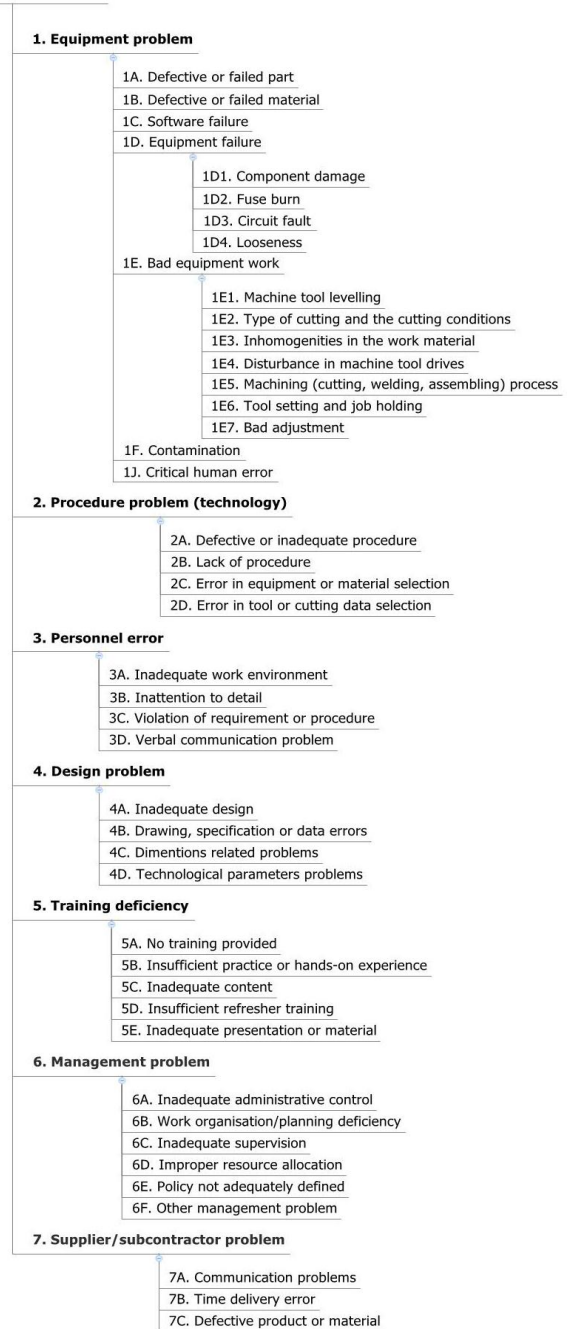 1. Equipment problem
1A. Defective or failed part
1B. Defective or failed material
1C. Software failure
1D. Equipment failure
1D1. Component damage
1D2. Fuse burn
1D3. Circuit fault
1D4. Looseness
1E. Bad equipment work
1E1. Machine tool levelling
1E2. Type of cutting and the cutting conditions
1E3. Inhomogenities in the work material
1E4. Disturbance in machine tool drives
1E5. Machining (cutting, welding, assembling) process
1E6. Tool setting and job holding
1E7. Bad adjustment
1F. Contamination
1J. Critical human error
2. Procedure problem (technology)
2A. Defective or inadequate procedure
2B. Lack of procedure
2C. Error in equipment or material selection
2D. Error in tool or cutting data selection
3. Personnel error
3A. Inadequate work environment
3B. Inattention to detail
3C. Violation of requirement or procedure
3D. Verbal communication problem
4. Design problem
4A. Inadequate design
4B. Drawing, specification or data errors
4C. Dimentions related problems
4D. Technological parameters problems
5. Training deficiency
5A. No training provided
5B. Insufficient practice or hands-on experience
5C. Inadequate content
5D. Insufficient refresher training
5E. Inadequate presentation or material
6. Management problem
6A. Inadequate administrative control
6B. Work organisation/planning deficiency
6C. Inadequate supervision
6D. Improper resource allocation
6E. Policy not adequately defined
6F. Other management problem
7. Supplier/subcontractor problem
7A. Communication problems
7B. Time delivery error
7C. Defective product or material